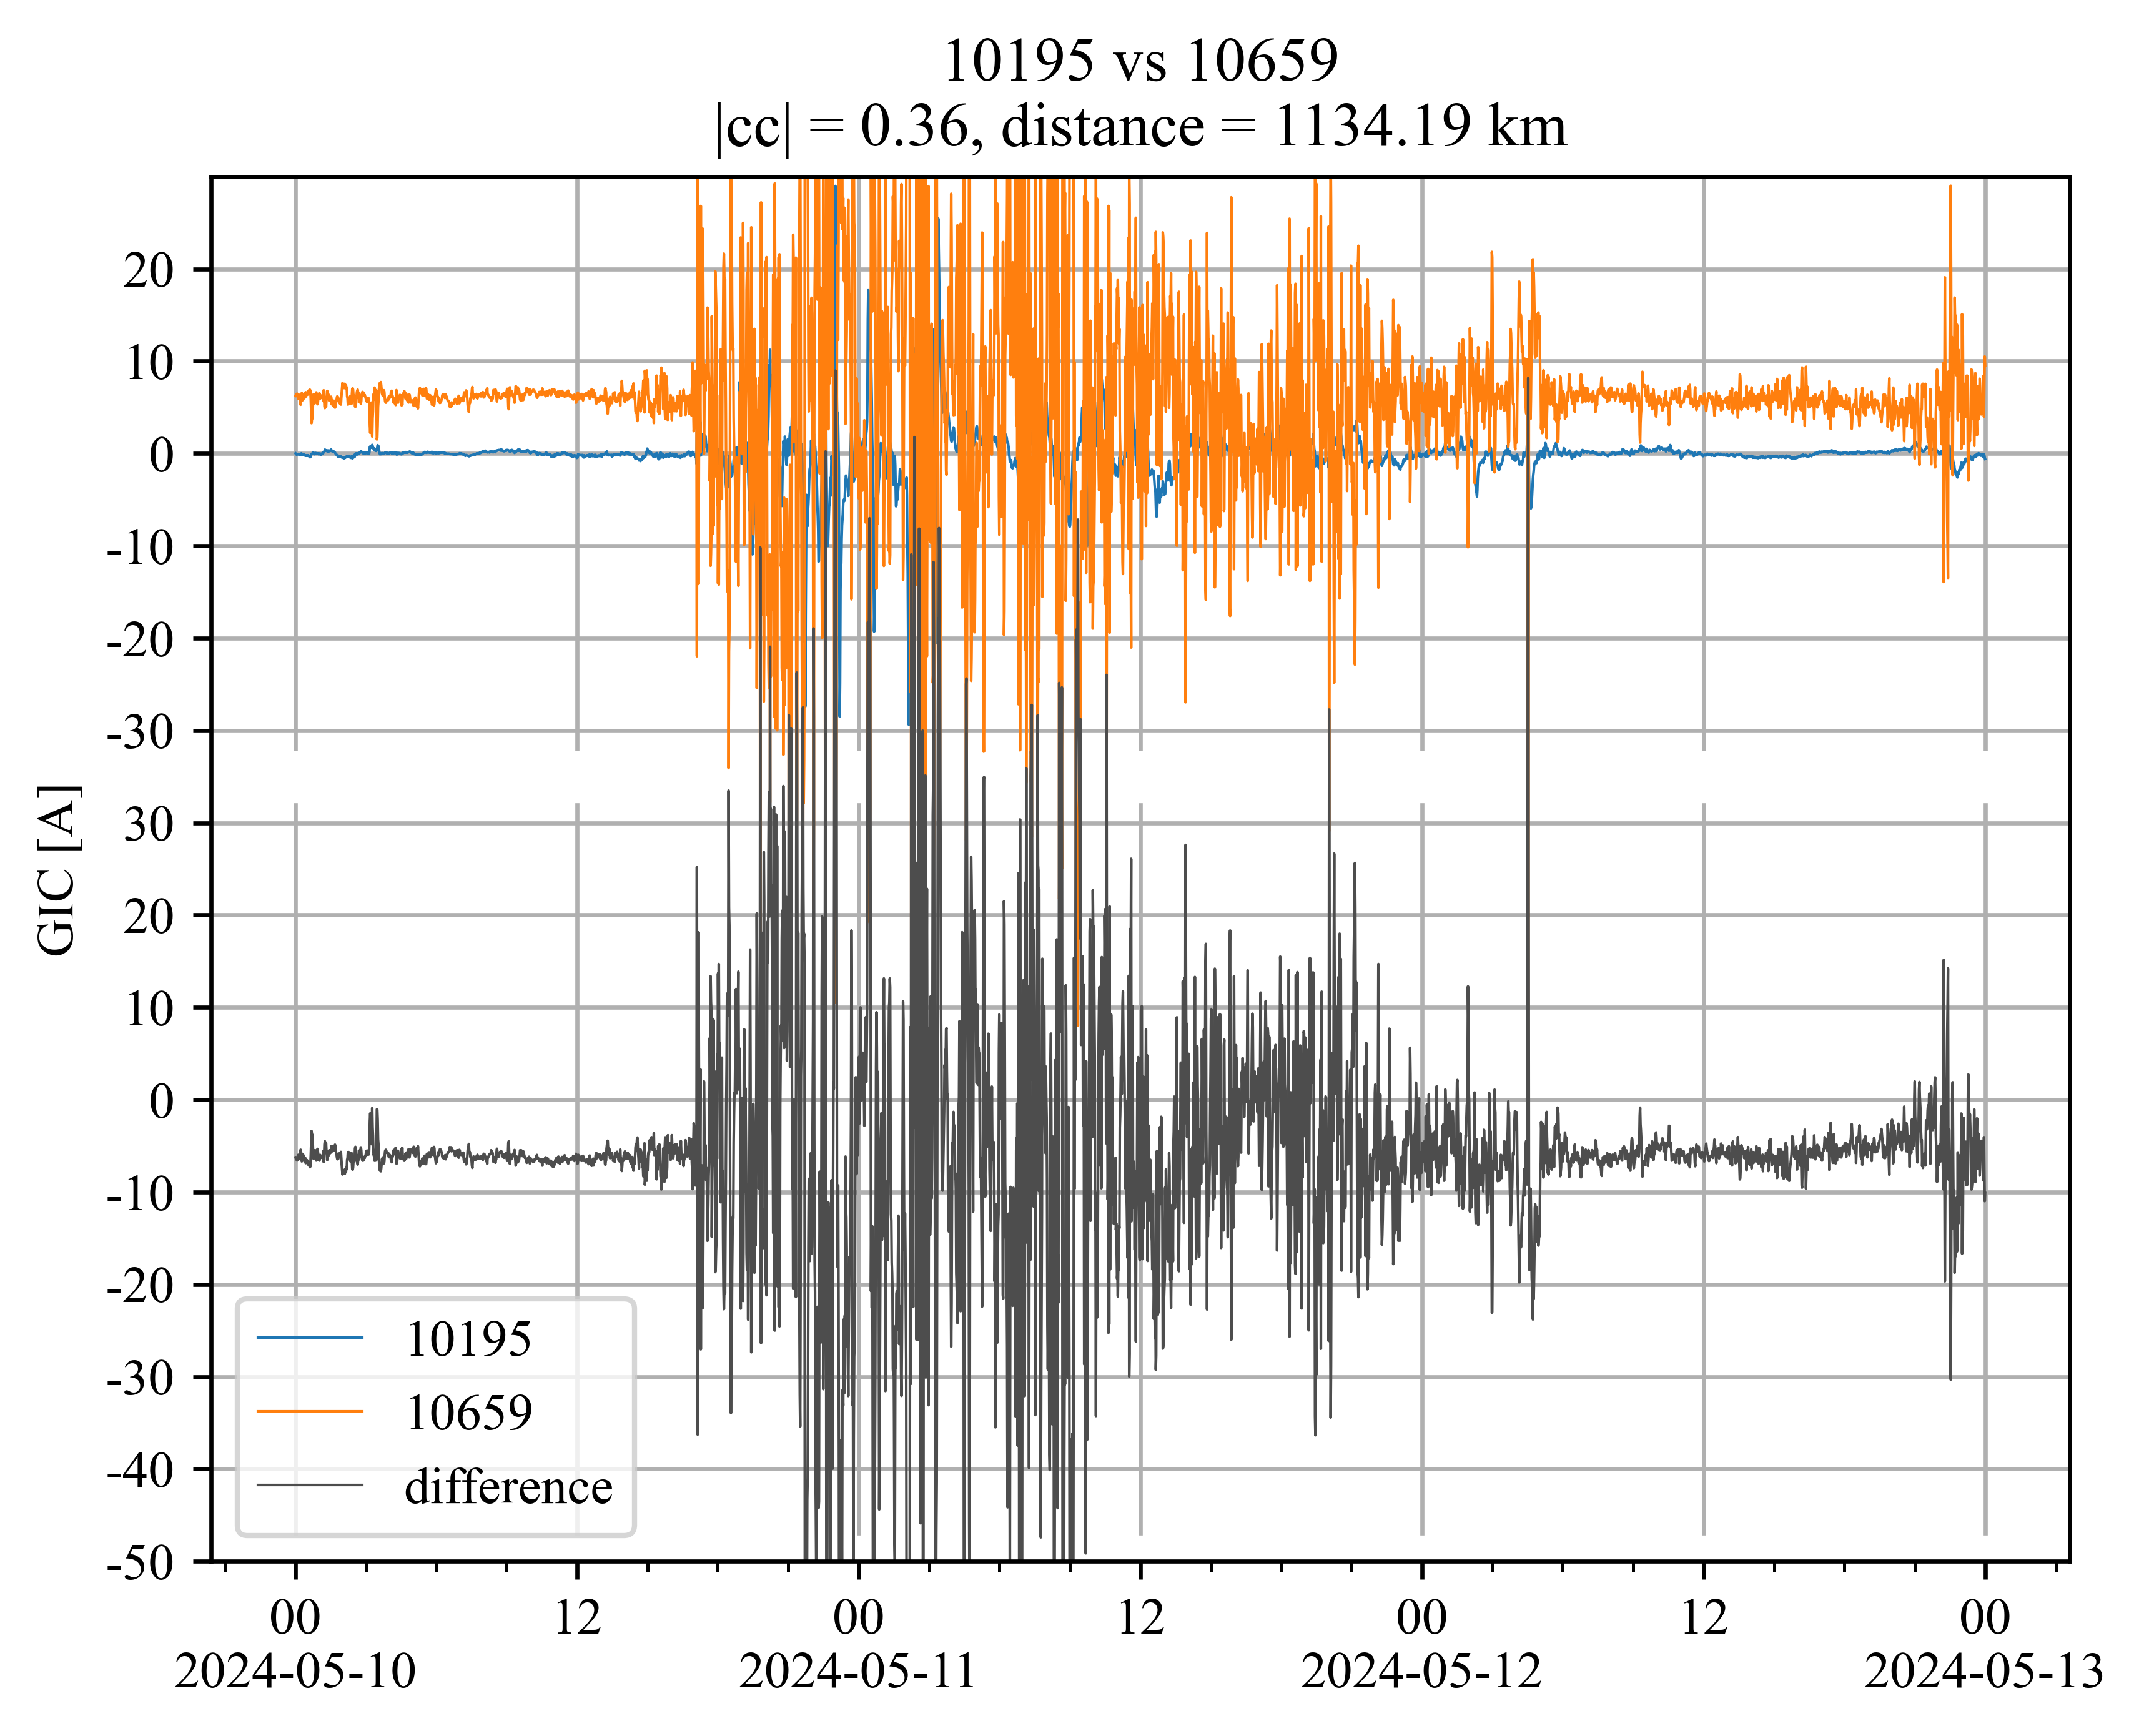 10195 vs 10659
|cc| = 0.36, distance = 1134.19 km
GIC [A]
20
10
0
-10
-20
-30
30
20
10
0
-10
-20
-30
-40
-50
10195
10659
difference
00 12 00 12 00 12 00
2024-05-10 2024-05-11 2024-05-12 2024-05-13